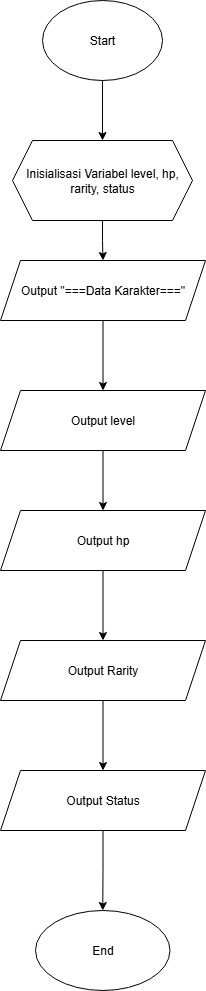 Start
Inisialisasi Variabel level, hp,
rarity, status
Output "===Data Karakter==="
Output level
Output hp
Output Rarity
Output Status
End